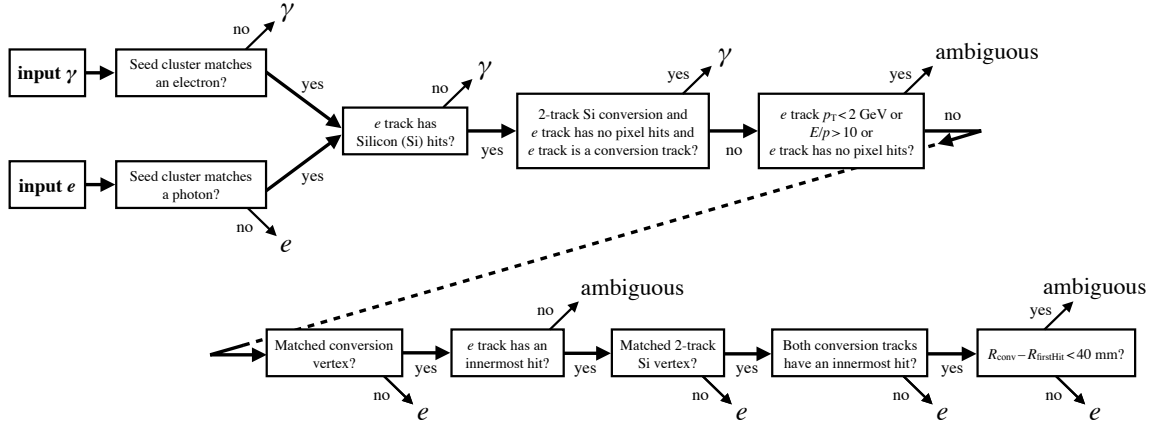 input γ
Seed cluster matches
an electron?
no
γ
yes
input e
Seed cluster matches
a photon?
yes
no
e
e track has
Silicon (Si) hits?
no
γ
yes
2-track Si conversion and
e track has no pixel hits and
e track is a conversion track?
yes
γ
no
e track pT < 2 GeV or
E/p > 10 or
e track has no pixel hits?
yes
ambiguous
no
Matched conversion
vertex?
no
e
yes
e track has an
innermost hit?
no
ambiguous
yes
Matched 2-track
Si vertex?
no
e
yes
Both conversion tracks
have an innermost hit?
no
e
yes
Rconv − RfirstHit < 40 mm?
yes
ambiguous
no
e